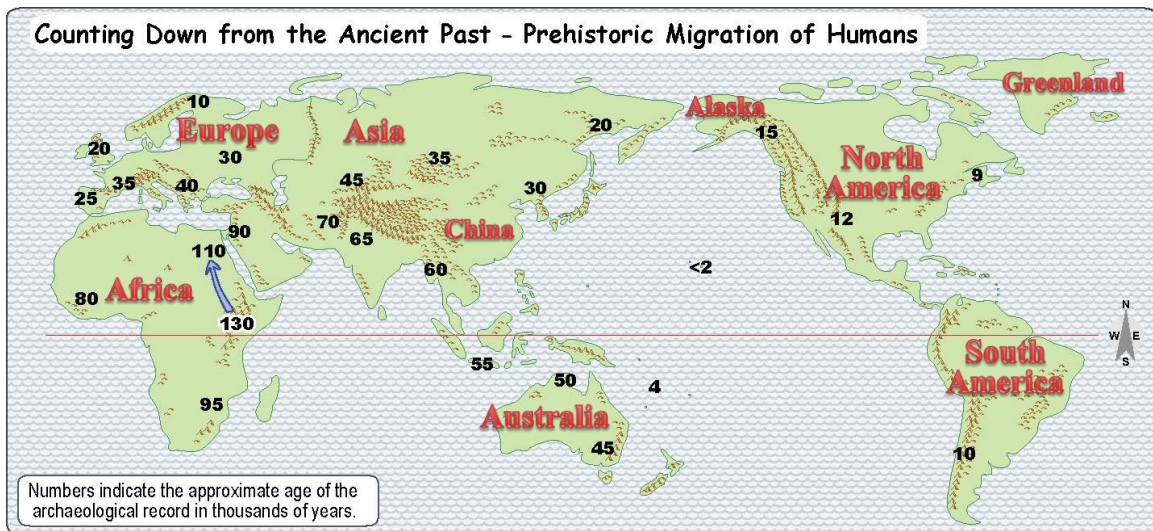 Counting Down from the Ancient Past - Prehistoric Migration of Humans
Greenland
10
Alaska
Europe
Asia
20
15
20
30
35
North
America
9
35
40
45
30
25
12
70
90
65
China
110
60
<2
Africa
80
130
N
W E
S
55
50
4
South
America
95
Australia
45
10
Numbers indicate the approximate age of the
archaeological record in thousands of years.